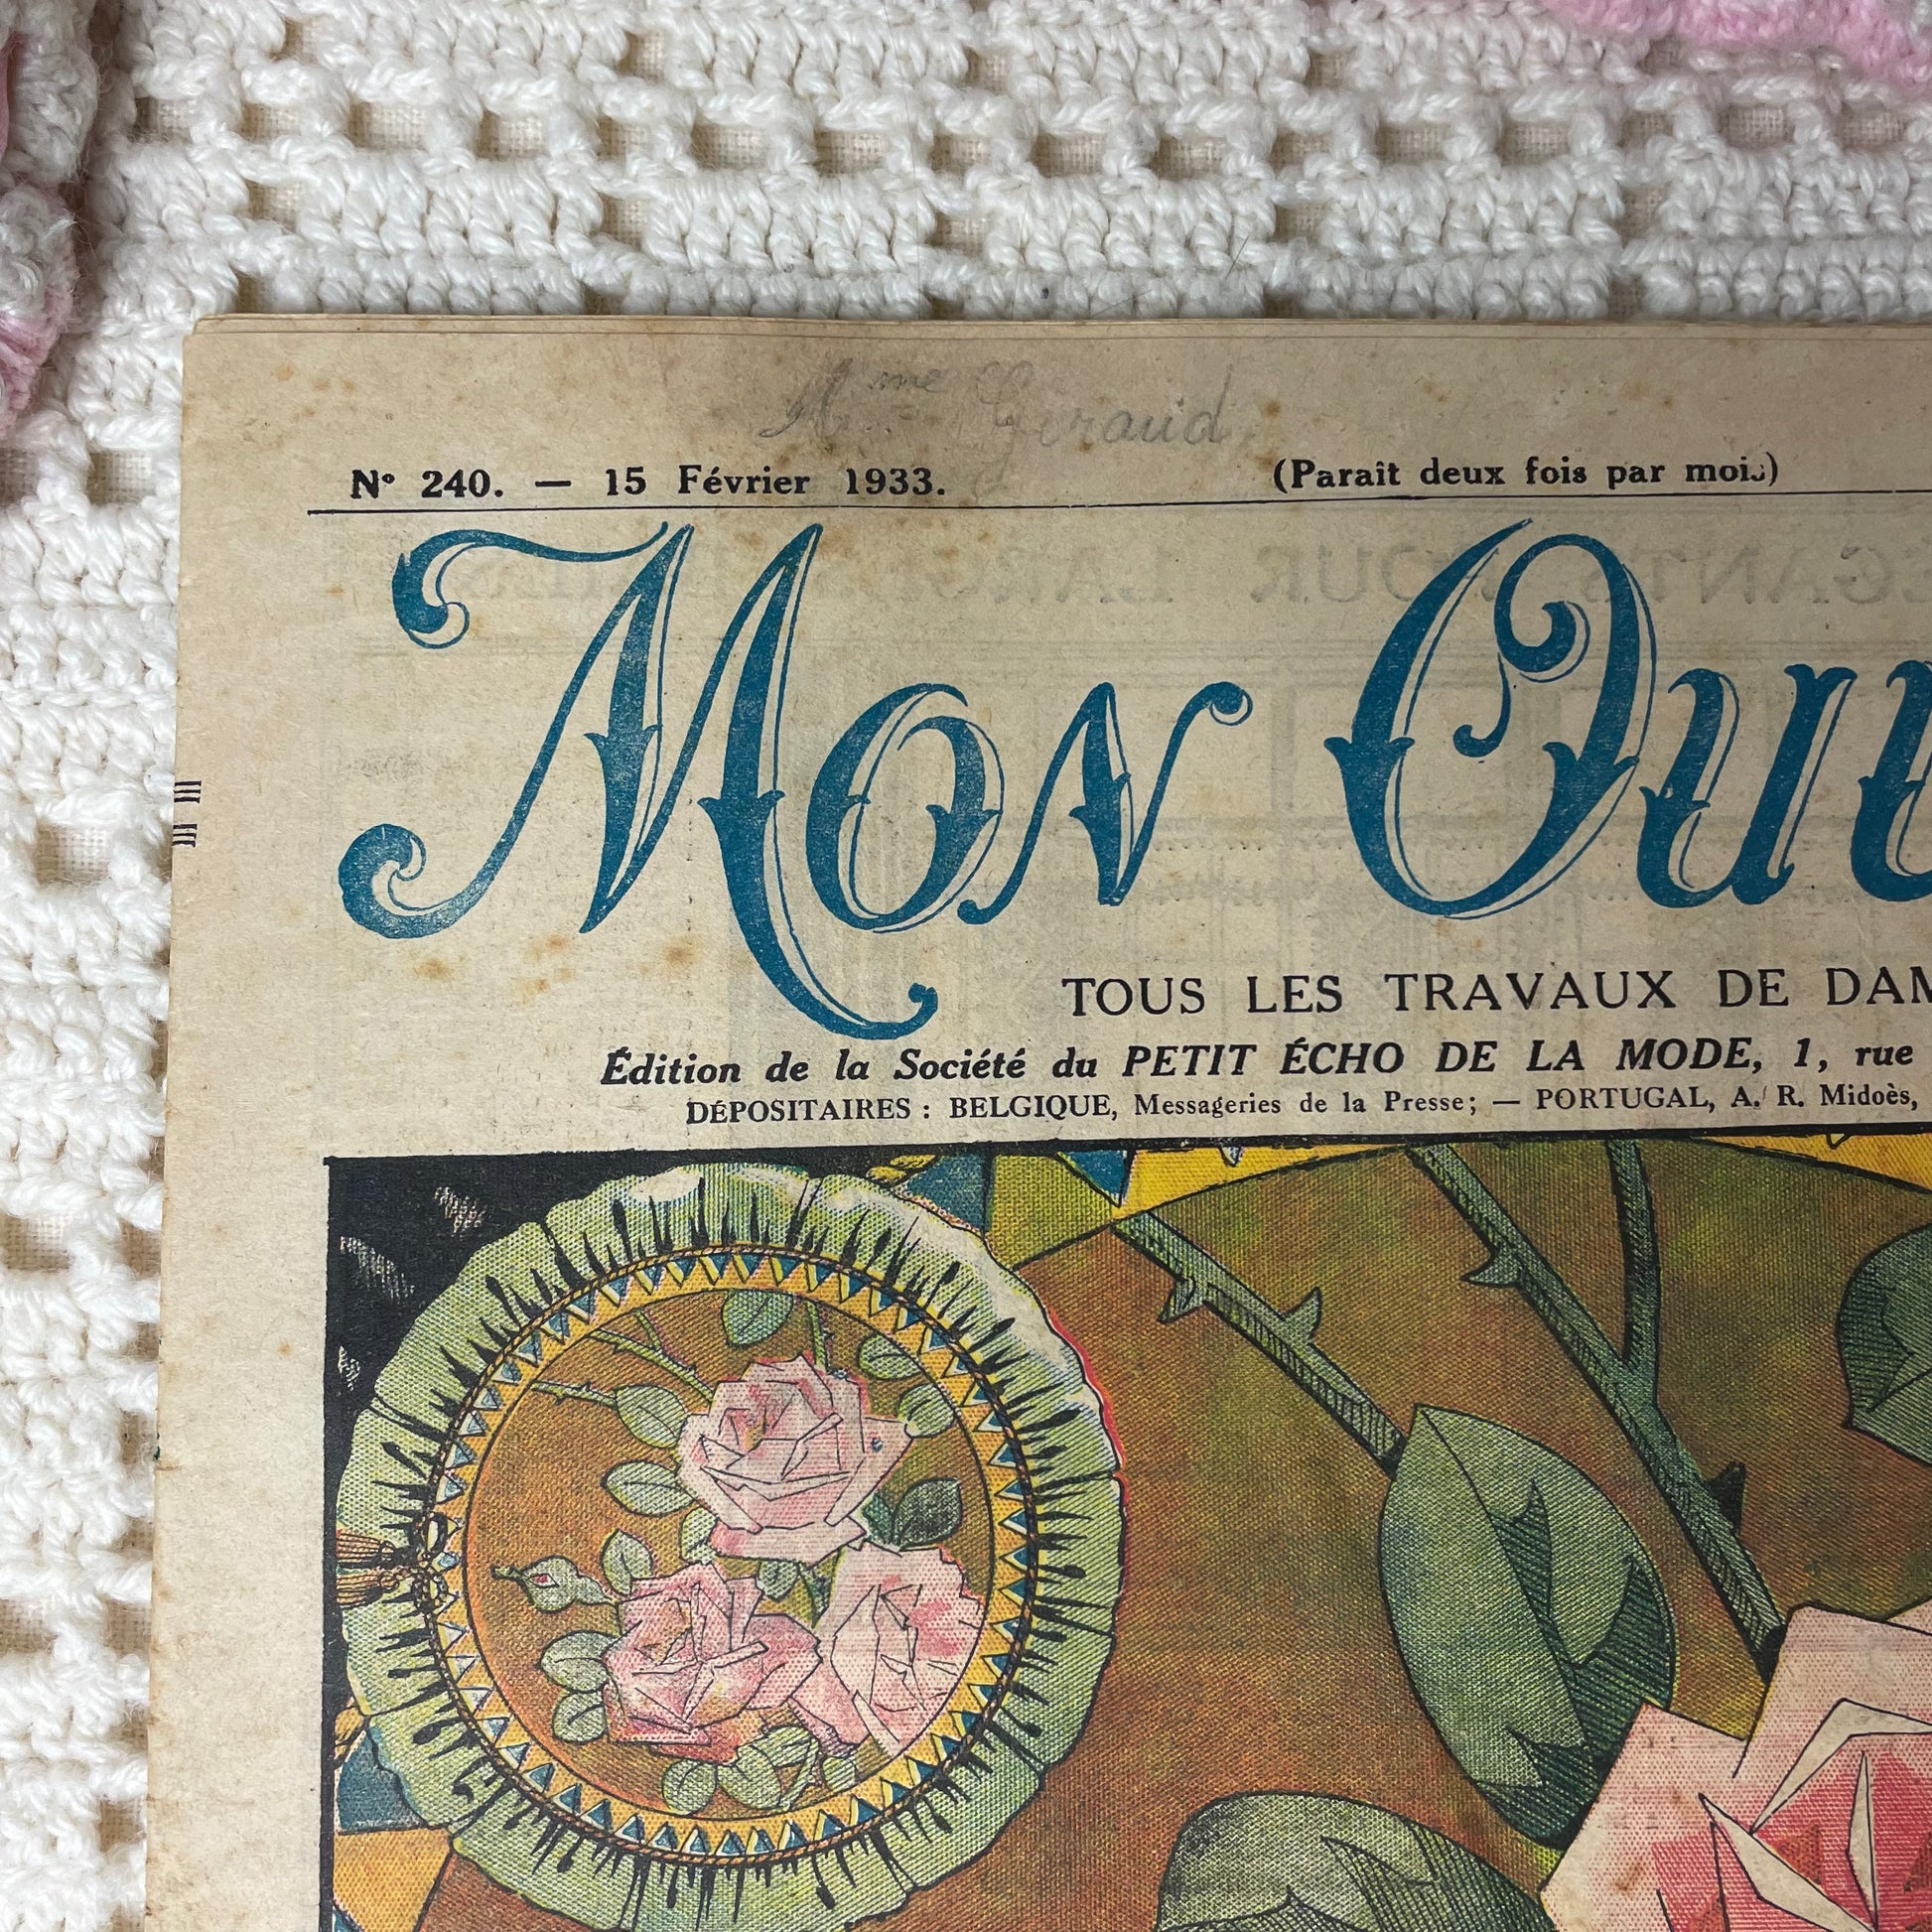 Mme Giraud
N° 240. — 15 Février 1933. (Paraît deux fois par mois)
MON OUV
TOUS LES TRAVAUX DE DAM
Édition de la Société du PETIT ÉCHO DE LA MODE, 1, rue
DÉPOSITAIRES : BELGIQUE, Messageries de la Presse; — PORTUGAL, A. R. Midoès,